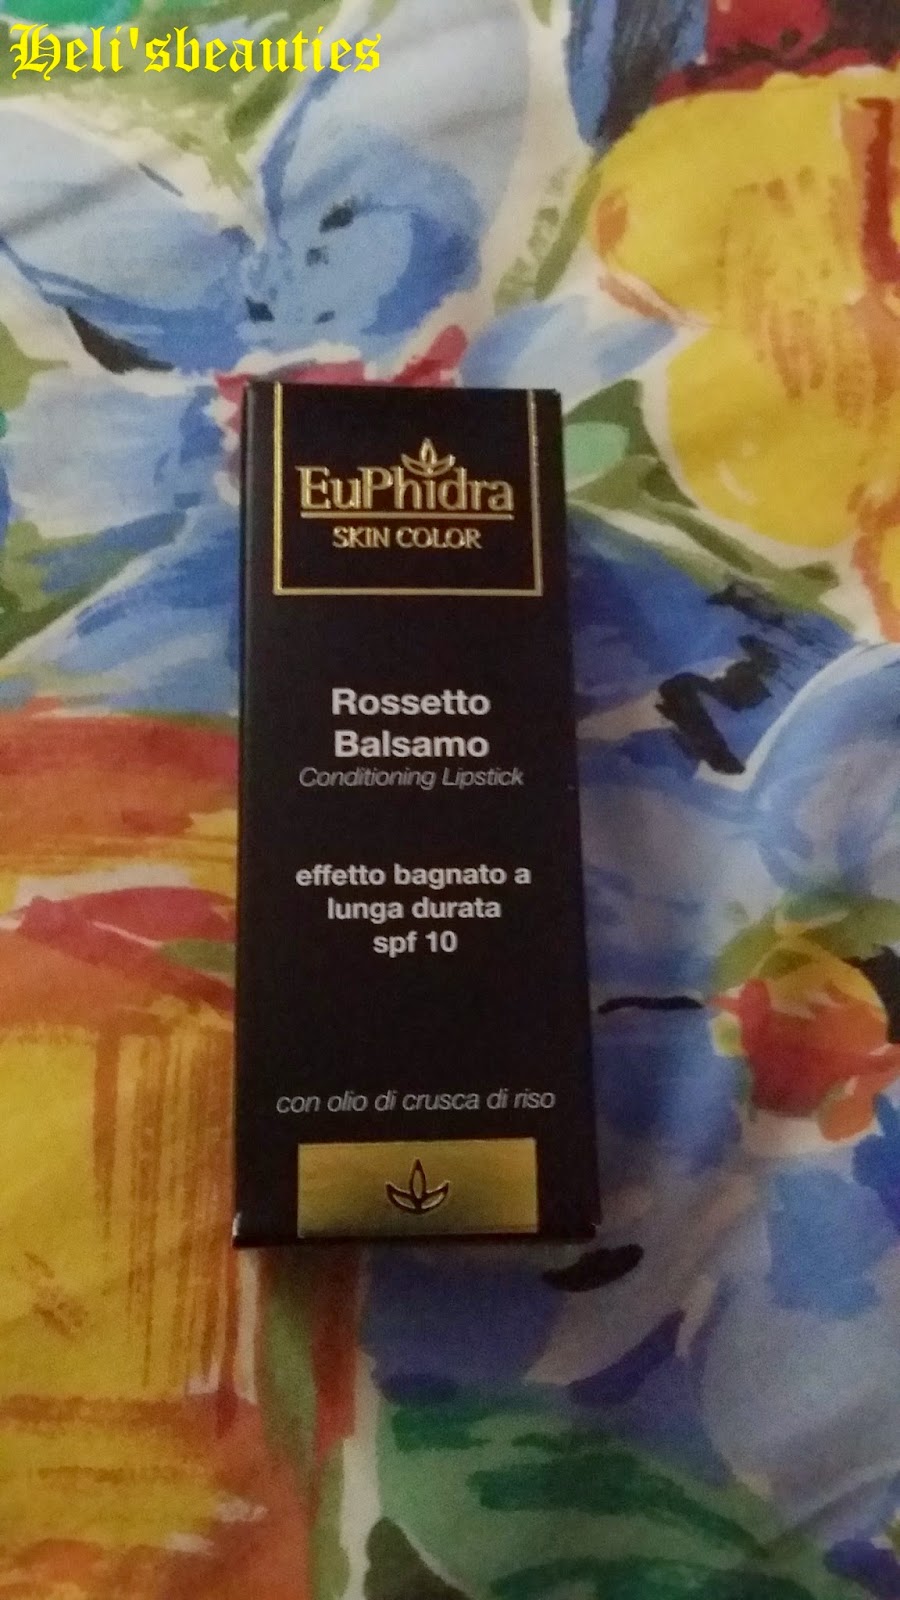 Heli'sbeauties
EuPhidra
SKIN COLOR
Rossetto
Balsamo
Conditioning Lipstick
effetto bagnato a
lunga durata
spf 10
con olio di crusca di riso